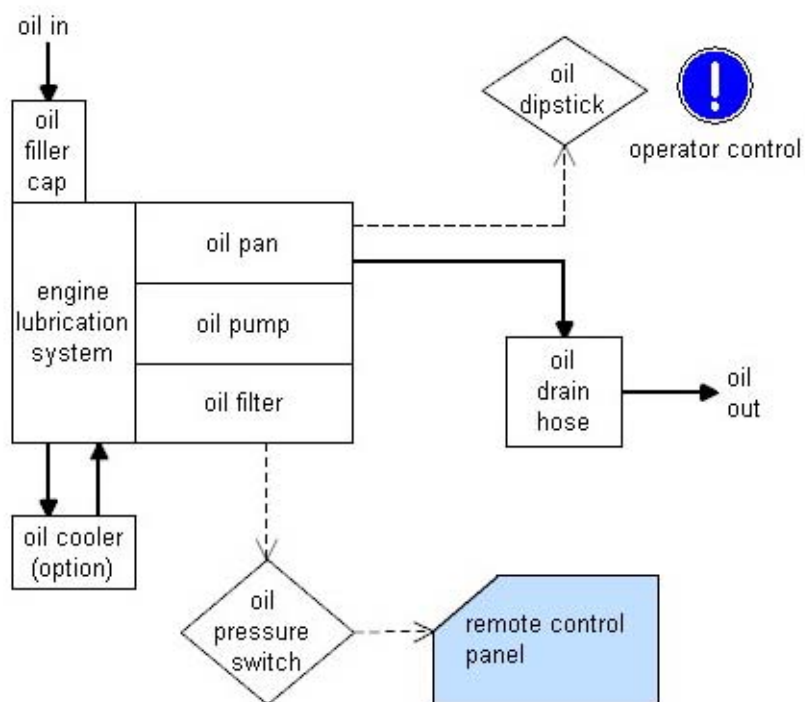 oil in
oil
filler
cap
oil
dipstick
operator control
engine
lubrication
system
oil pan
oil pump
oil filter
oil
drain
hose
oil
out
oil cooler
(option)
oil
pressure
switch
remote control
panel